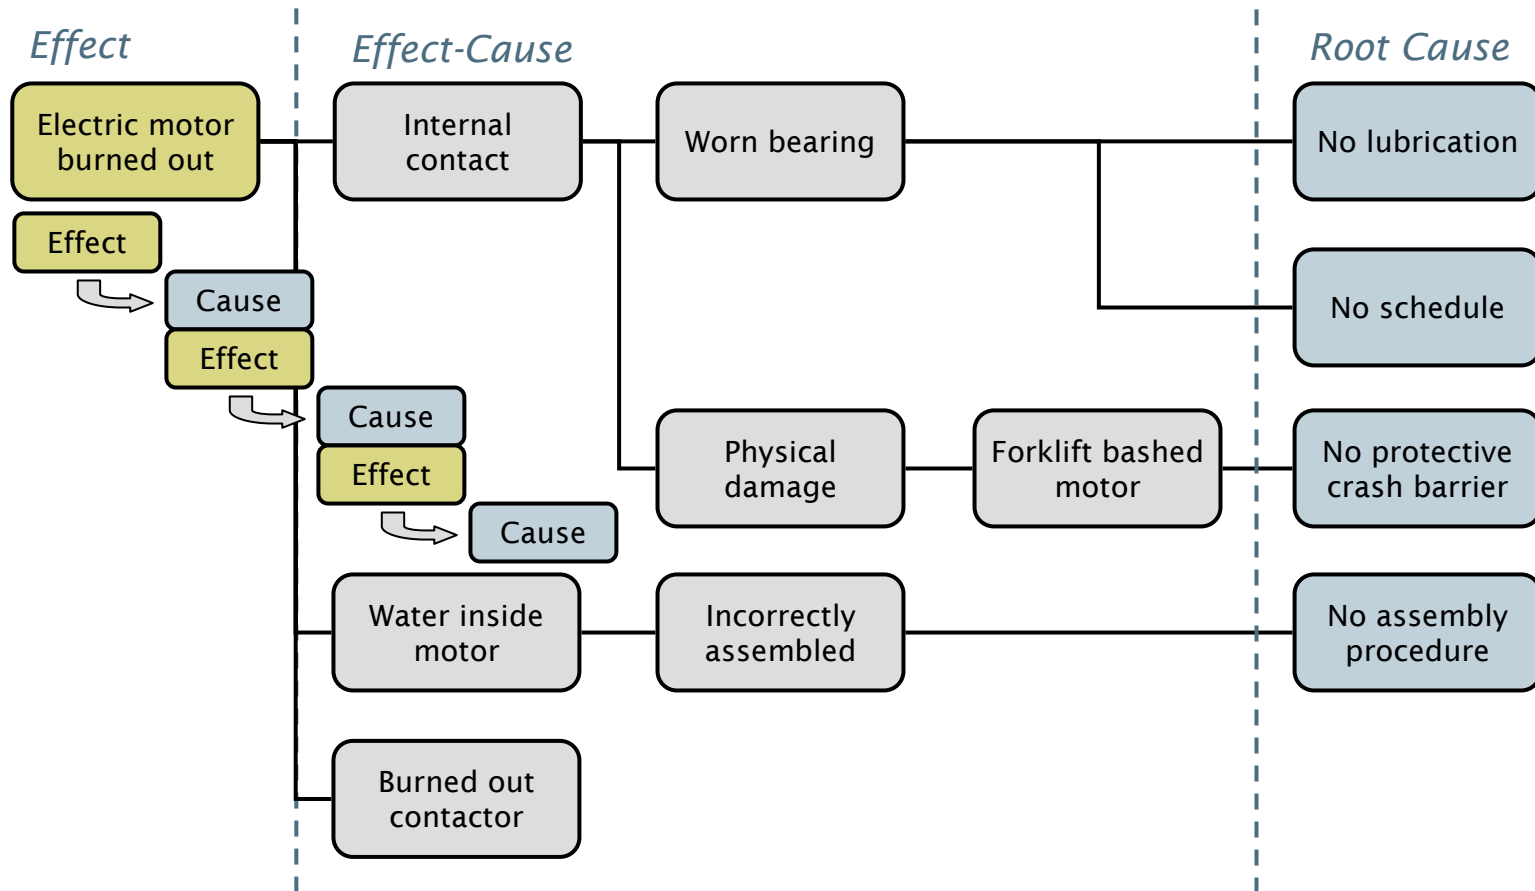 Effect
Effect-Cause
Root Cause
Electric motor
burned out
Internal
contact
Worn bearing
No lubrication
Effect
Cause
Effect
Cause
Effect
Cause
No schedule
Physical
damage
Forklift bashed
motor
No protective
crash barrier
Water inside
motor
Incorrectly
assembled
No assembly
procedure
Burned out
contactor